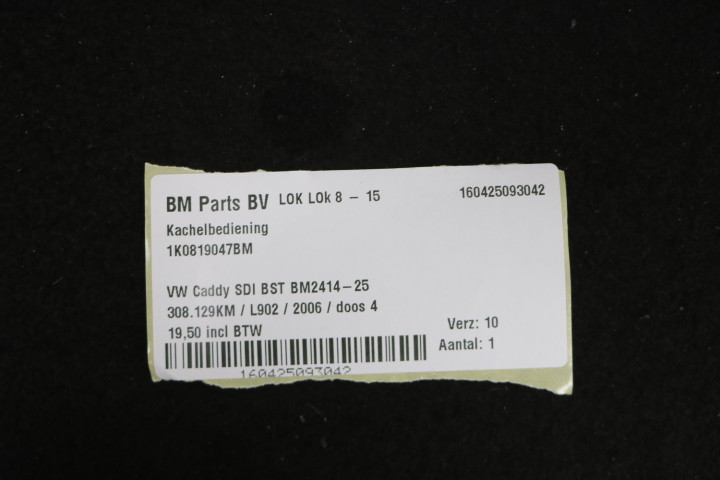 BM Parts BV LOK LOk 8 - 15 160425093042
Kachelbediening
1K0819047BM
VW Caddy SDI BST BM2414-25
308.129KM / L902 / 2006 / doos 4
19,50 incl BTW
Verz: 10
Aantal: 1
160425093042